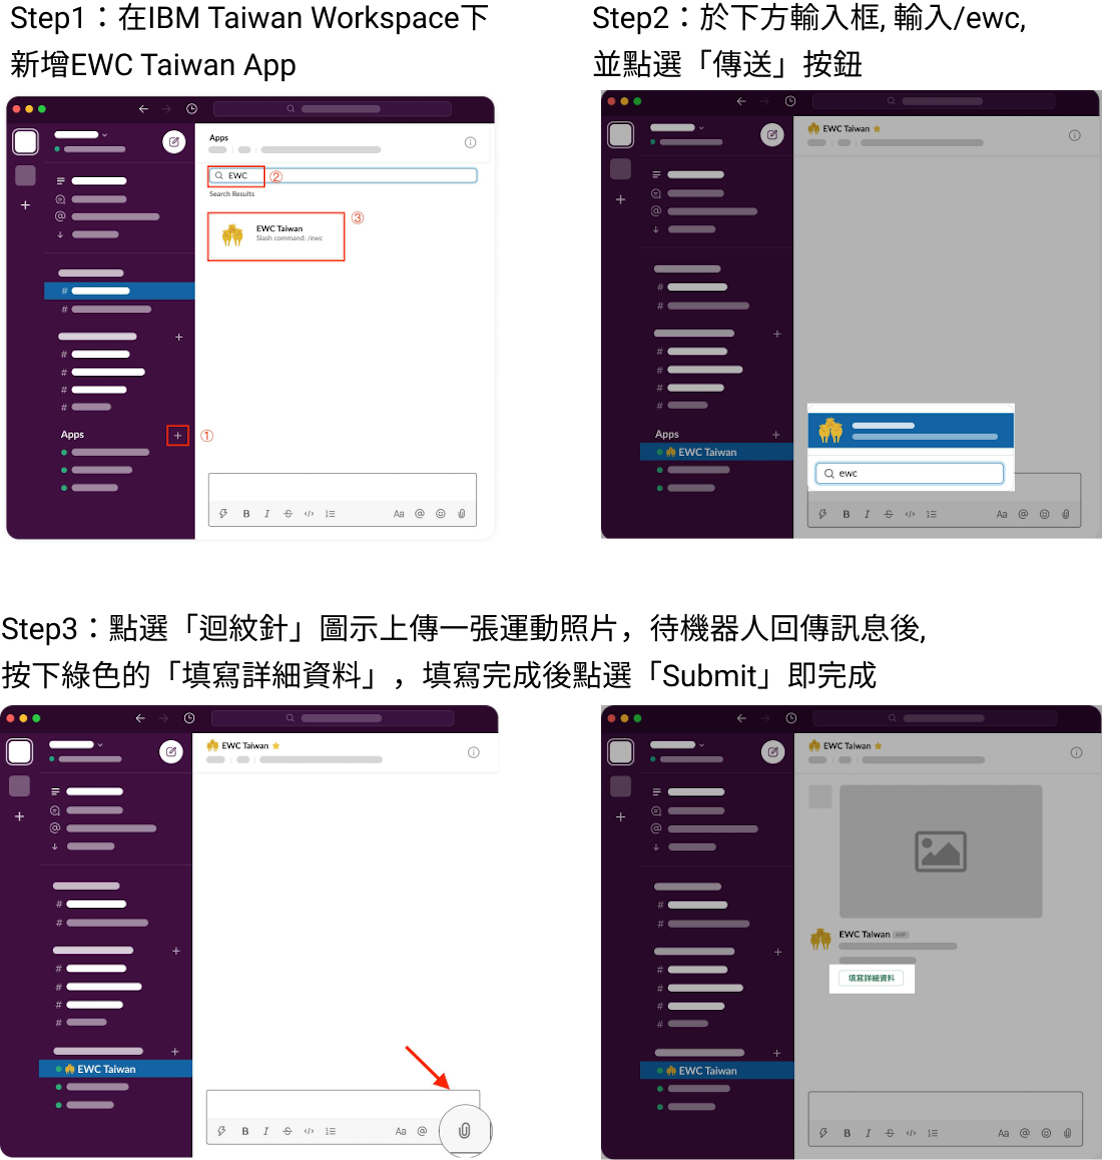 Step1：在IBM Taiwan Workspace下
新增EWC Taiwan App
Step2：於下方輸入框, 輸入/ewc,
並點選「傳送」按鈕
Apps
EWC
②
Search Results
EWC Taiwan
Slash command: /ewc
③
Apps
①
B I S </> Aa @
EWC Taiwan
Apps
EWC Taiwan
ewc
B I S </> Aa @
Step3：點選「迴紋針」圖示上傳一張運動照片，待機器人回傳訊息後,
按下綠色的「填寫詳細資料」，填寫完成後點選「Submit」即完成
EWC Taiwan
EWC Taiwan
B I S </> Aa @
EWC Taiwan
EWC Taiwan APP
填寫詳細資料
EWC Taiwan
B I S </> Aa @